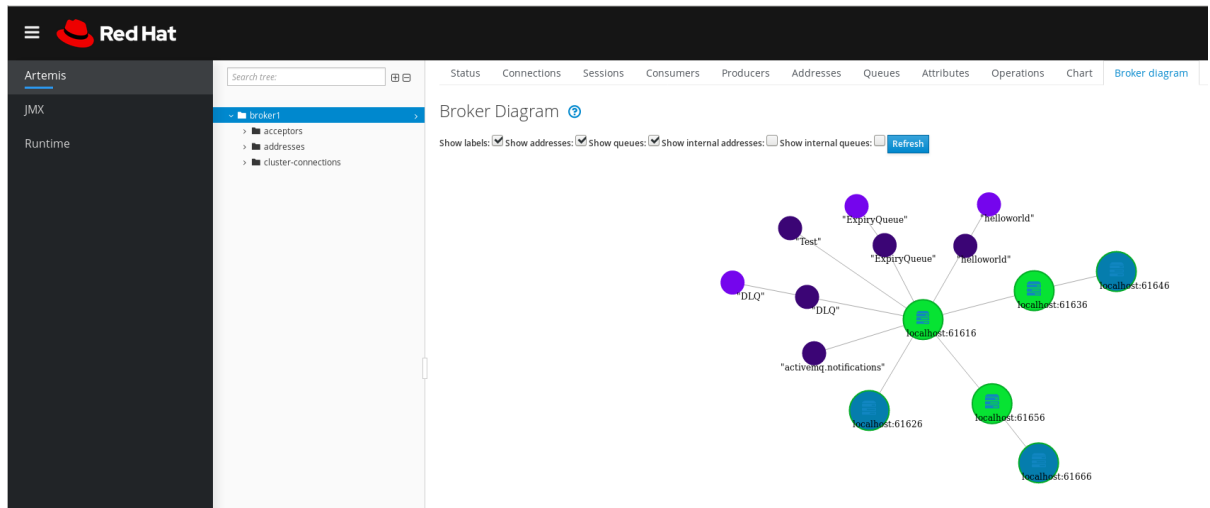 Red Hat
Artemis
JMX
Runtime
Search tree:
broker1
acceptors
addresses
cluster-connections
Status Connections Sessions Consumers Producers Addresses Queues Attributes Operations Chart Broker diagram
Broker Diagram
Show labels: Show addresses: Show queues: Show internal addresses: Show internal queues: Refresh
"ExpiryQueue"
"helloworld"
"Test"
"ExpiryQueue"
"helloworld"
localhost:61646
"DLQ"
localhost:61636
"DLQ"
localhost:61616
"activemq.notifications"
localhost:61656
localhost:61626
localhost:61666